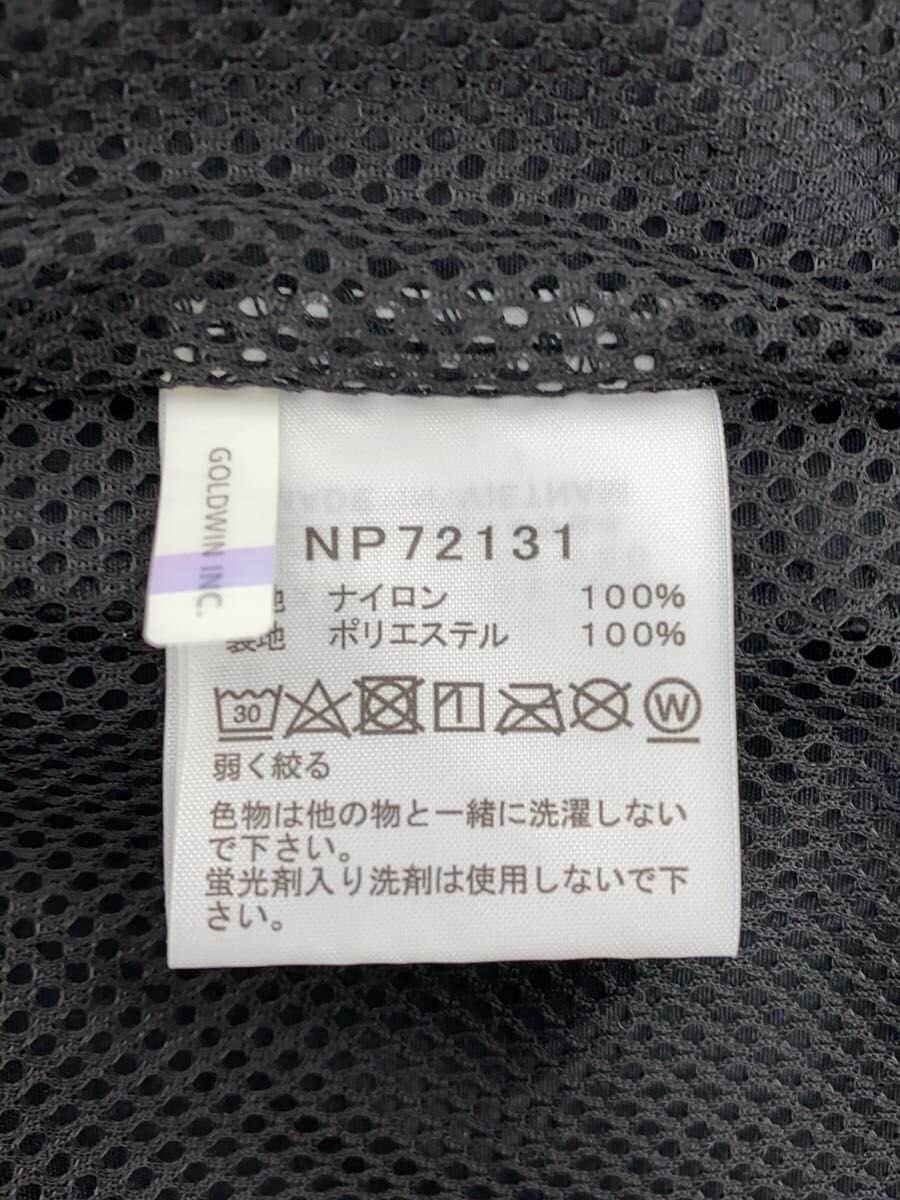 GOLDWIN INC.
NP72131
地 ナイロン 100%
裏地 ポリエステル 100%
30
W
弱く絞る
色物は他の物と一緒に洗濯しない
で下さい。
蛍光剤入り洗剤は使用しないで下
さい。